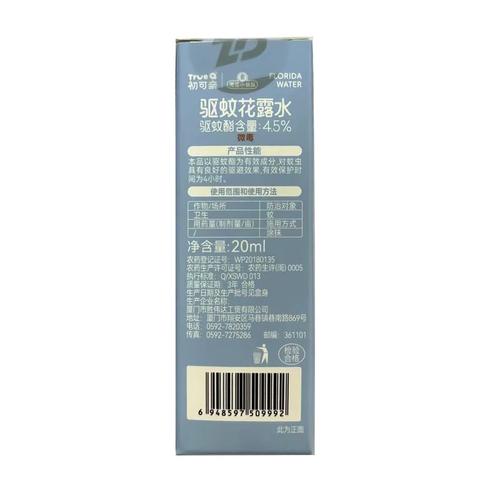 True
初可奈
FLORIDA
WATER
驱蚊花露水
驱蚊酯含量:4.5%
微毒
产品性能
本品以驱蚊酯为有效成分,对蚊虫
具有良好的驱避效果,有效保护时
间为4小时。
使用范围和使用方法
作物/场所 防治对象
卫生 蚊
用药量(制剂量/亩) 施用方式
/ 涂抹
净含量:20ml
农药登记证号: WP20180135
农药生产许可证号: 农药生许(闽) 0005
执行标准: Q/XSWD 013
质量保证期: 3年 合格
生产日期及生产批号见盒身
生产企业名称:
厦门市胜伟达工贸有限公司
地址: 厦门市翔安区马巷镇巷南路869号
电话: 0592-7820359
传真: 0592-7275286 邮编: 361101
检验
合格
6 948597 509992
此为正面